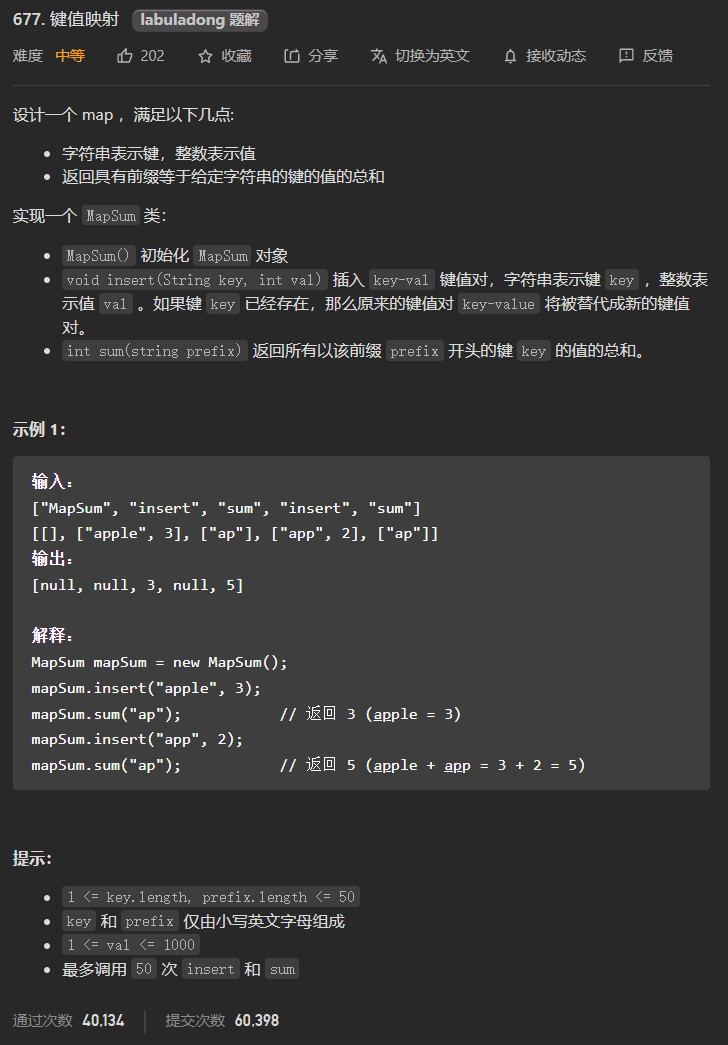 677. 键值映射 labuladong 题解
难度 中等 202 收藏 分享 切换为英文 接收动态 反馈
设计一个 map ，满足以下几点:
字符串表示键，整数表示值
返回具有前缀等于给定字符串的键的值的总和
实现一个 MapSum 类：
MapSum() 初始化 MapSum 对象
void insert(String key, int val) 插入 key-val 键值对，字符串表示键 key ，整数表
示值 val 。如果键 key 已经存在，那么原来的键值对 key-value 将被替代成新的键值
对。
int sum(string prefix) 返回所有以该前缀 prefix 开头的键 key 的值的总和。
示例 1：
输入：
["MapSum", "insert", "sum", "insert", "sum"]
[[], ["apple", 3], ["ap"], ["app", 2], ["ap"]]
输出：
[null, null, 3, null, 5]
解释：
MapSum mapSum = new MapSum();
mapSum.insert("apple", 3);
mapSum.sum("ap"); // 返回 3 (apple = 3)
mapSum.insert("app", 2);
mapSum.sum("ap"); // 返回 5 (apple + app = 3 + 2 = 5)
提示：
1 <= key.length, prefix.length <= 50
key 和 prefix 仅由小写英文字母组成
1 <= val <= 1000
最多调用 50 次 insert 和 sum
通过次数 40,134 提交次数 60,398